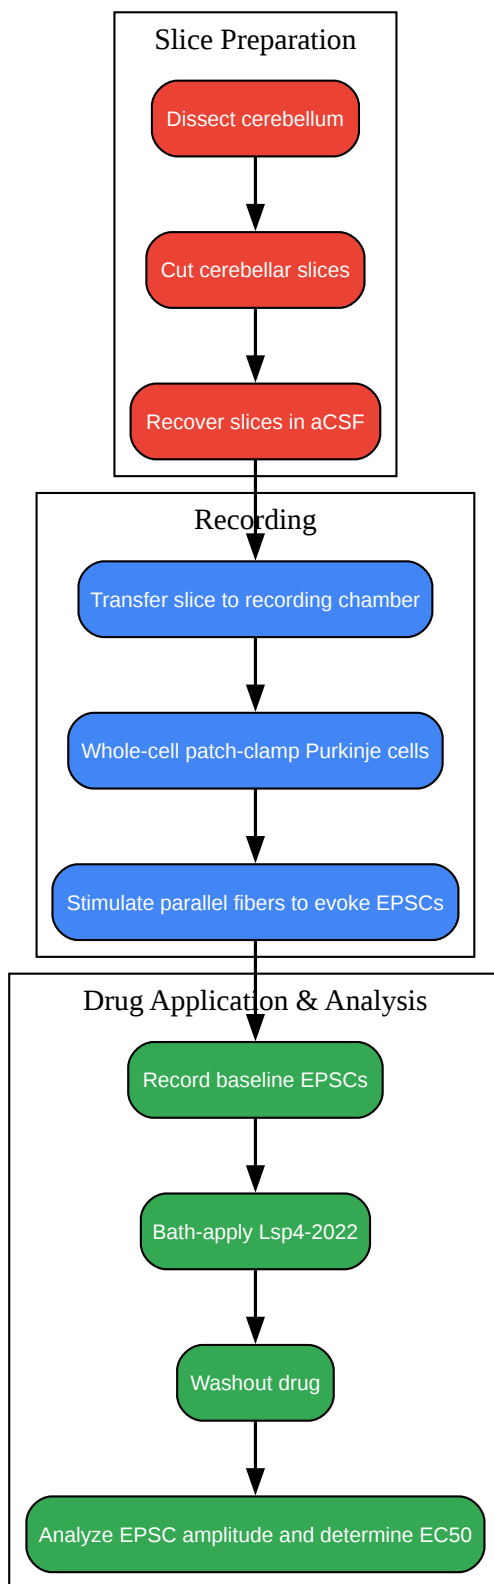 Slice Preparation
Dissect cerebellum
Cut cerebellar slices
Recover slices in aCSF
Recording
Transfer slice to recording chamber
Whole-cell patch-clamp Purkinje cells
Stimulate parallel fibers to evoke EPSCs
Drug Application & Analysis
Record baseline EPSCs
Bath-apply Lsp4-2022
Washout drug
Analyze EPSC amplitude and determine EC50